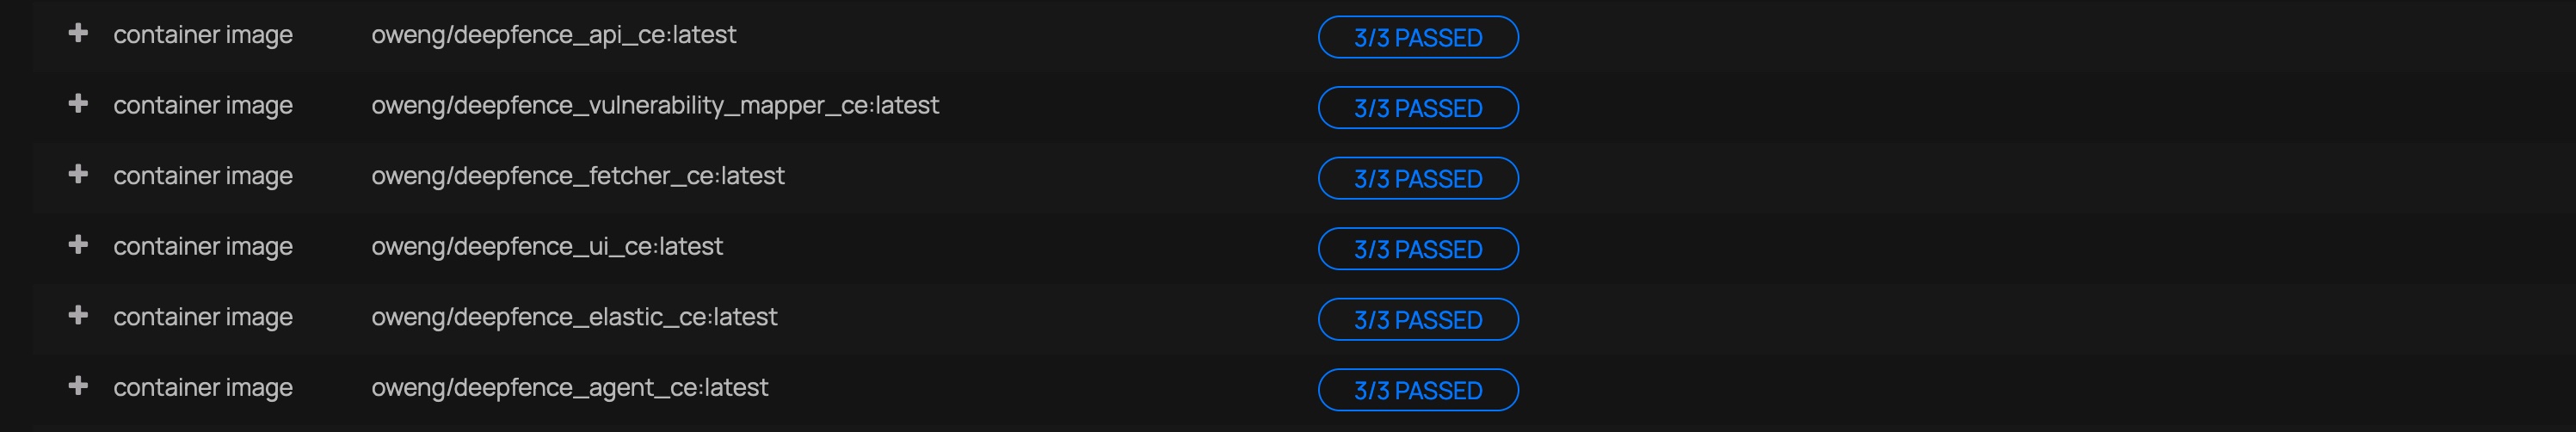 container image oweng/deepfence_api_ce:latest 3/3 PASSED
container image oweng/deepfence_vulnerability_mapper_ce:latest 3/3 PASSED
container image oweng/deepfence_fetcher_ce:latest 3/3 PASSED
container image oweng/deepfence_ui_ce:latest 3/3 PASSED
container image oweng/deepfence_elastic_ce:latest 3/3 PASSED
container image oweng/deepfence_agent_ce:latest 3/3 PASSED